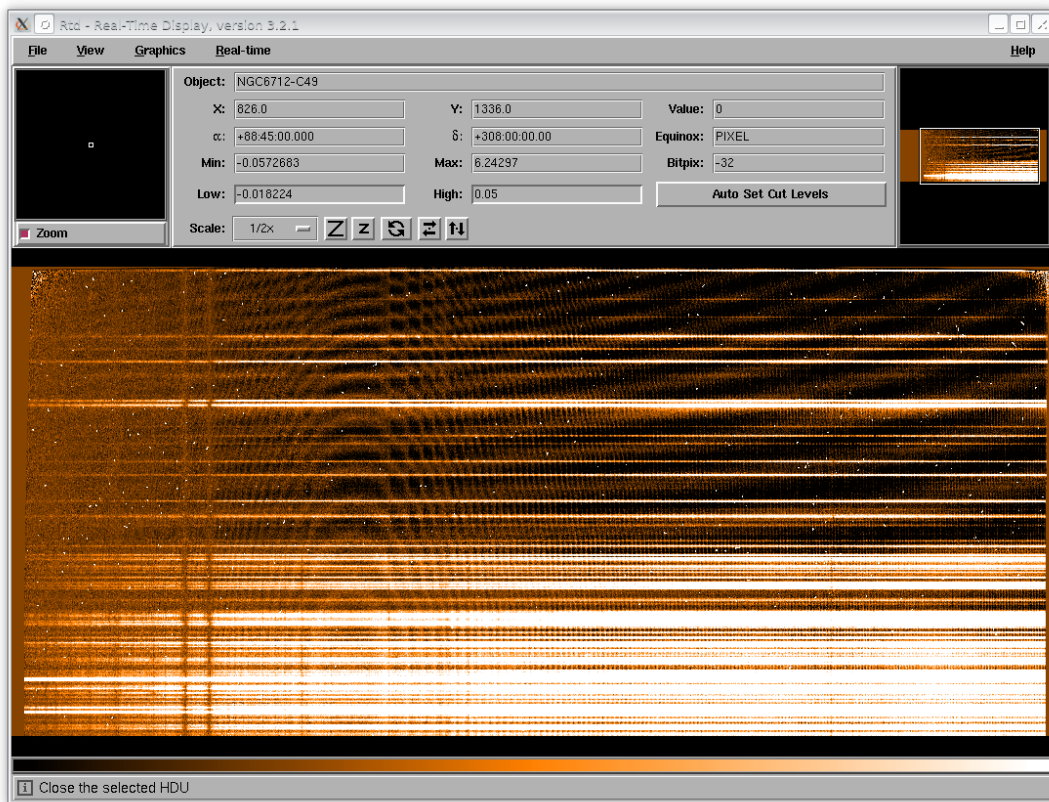 Rtd - Real-Time Display, version 3.2.1
File View Graphics Real-time Help
Object: NGC6712-C49
X: 826.0 Y: 1336.0 Value: 0
α: +88:45:00.000 δ: +308:00:00.00 Equinox: PIXEL
Min: -0.0572683 Max: 6.24297 Bitpix: -32
Low: -0.018224 High: 0.05 Auto Set Cut Levels
Scale: 1/2x Z z
Zoom
Close the selected HDU